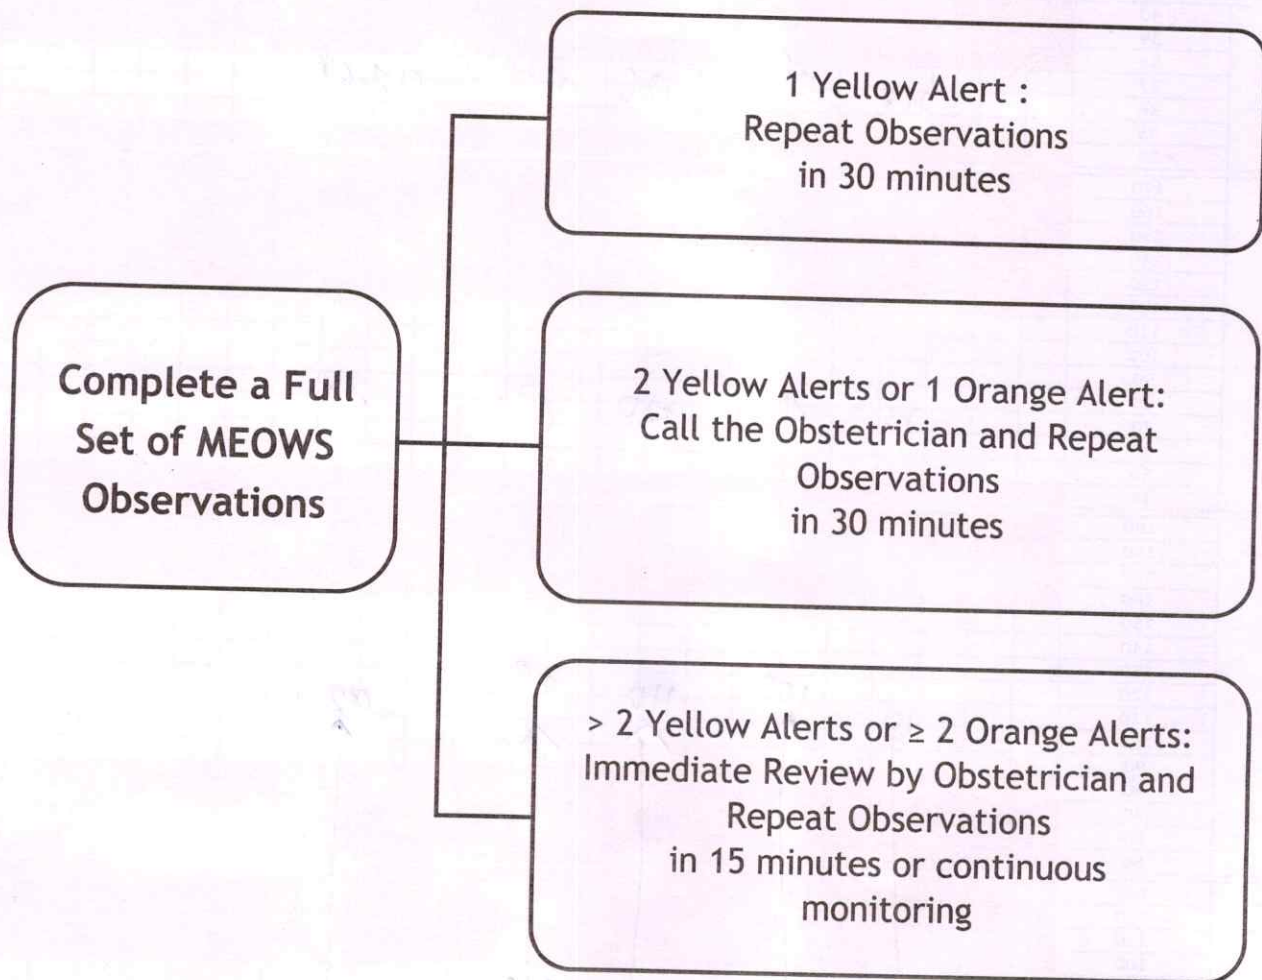 1 Yellow Alert :
Repeat Observations
in 30 minutes
Complete a Full
Set of MEOWS
Observations
2 Yellow Alerts or 1 Orange Alert:
Call the Obstetrician and Repeat
Observations
in 30 minutes
> 2 Yellow Alerts or ≥ 2 Orange Alerts:
Immediate Review by Obstetrician and
Repeat Observations
in 15 minutes or continuous
monitoring